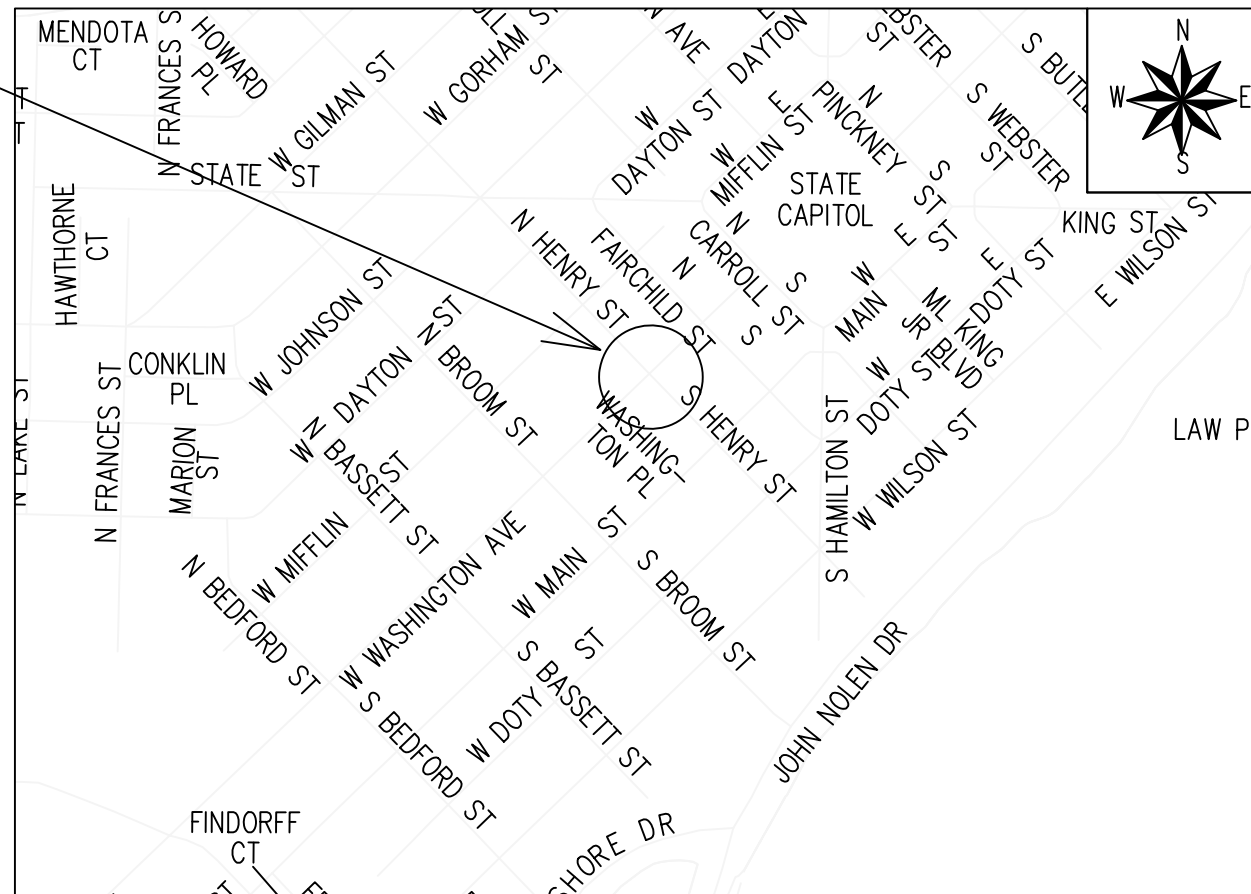 MENDOTA
CT
N FRANCES S
HOWARD
PL
W GILMAN ST
STATE ST
W GORHAM ST
ST
N AVE
DAYTON
ST
S WEBSTER
ST
S BUTLE
N
W
E
S
W
DAYTON ST
W
MIFFLIN ST
E
N
PINCKNEY
ST
S
STATE
CAPITOL
E
ST
KING ST
E WILSON ST
E
DOTY ST
HAWTHORNE
CT
N HENRY ST
N
FAIRCHILD ST
S
N
CARROLL ST
S
W
MAIN
ML KING
JR BLVD
W
DOTY ST
W JOHNSON ST
CONKLIN
PL
N BROOM ST
W DAYTON
ST
N FRANCES ST
MARION
ST
N LAKE ST
N BASSETT ST
WASHING-
TON PL
S HENRY ST
S HAMILTON ST
W WILSON ST
LAW P
W MIFFLIN
ST
N BEDFORD ST
W WASHINGTON AVE
W MAIN ST
S BROOM ST
S BASSETT ST
W DOTY ST
S BEDFORD ST
JOHN NOLEN DR
FINDORFF
CT
SHORE DR
ST